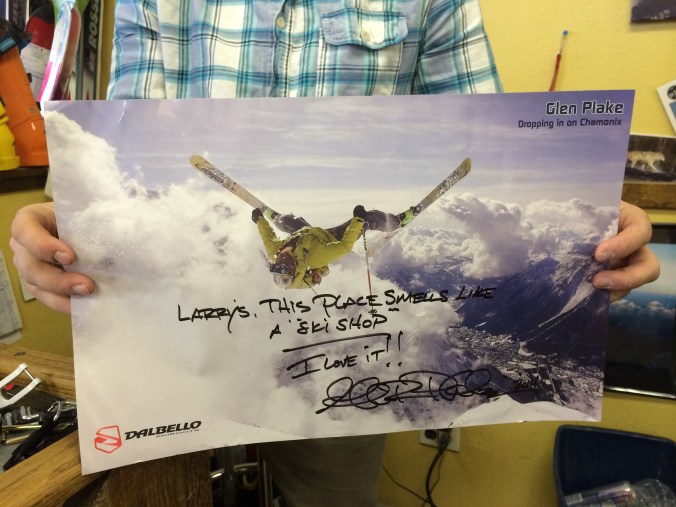 Glen Plake
Dropping in on Chamonix
LARRY'S, THIS PLACE SMELLS LIKE
A "SKI SHOP"
I LOVE IT!!
DALBELLO